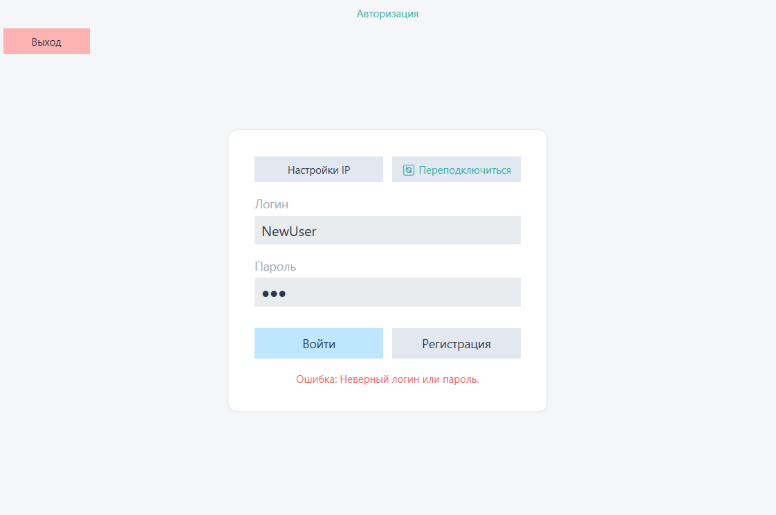 Авторизация
Выход
Настройки IP
Переподключиться
Логин
NewUser
Пароль
●●●
Войти
Регистрация
Ошибка: Неверный логин или пароль.